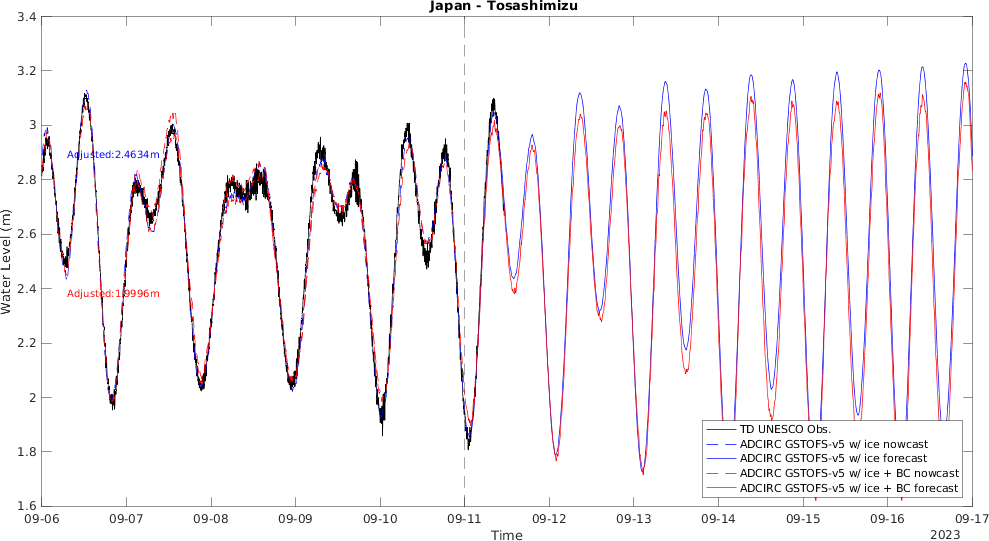 Japan - Tosashimizu
3.4
3.2
3
2.8
2.6
2.4
2.2
2
1.8
1.6
Water Level (m)
Adjusted:2.4634m
Adjusted:1.9996m
TD UNESCO Obs.
ADCIRC GSTOFS-v5 w/ ice nowcast
ADCIRC GSTOFS-v5 w/ ice forecast
ADCIRC GSTOFS-v5 w/ ice + BC nowcast
ADCIRC GSTOFS-v5 w/ ice + BC forecast
09-06 09-07 09-08 09-09 09-10 09-11 09-12 09-13 09-14 09-15 09-16 09-17
Time
2023